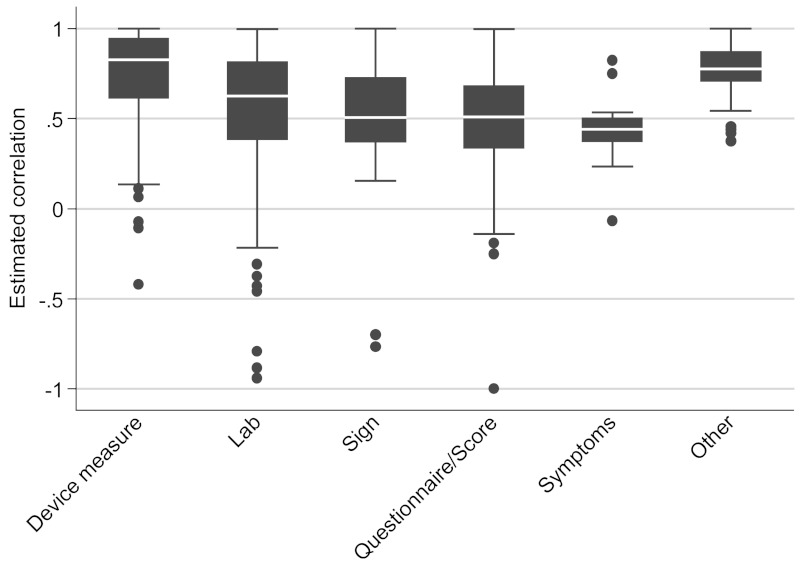 Estimated correlation
1
.5
0
-.5
-1
Device measure
Lab
Sign
Questionnaire/Score
Symptoms
Other